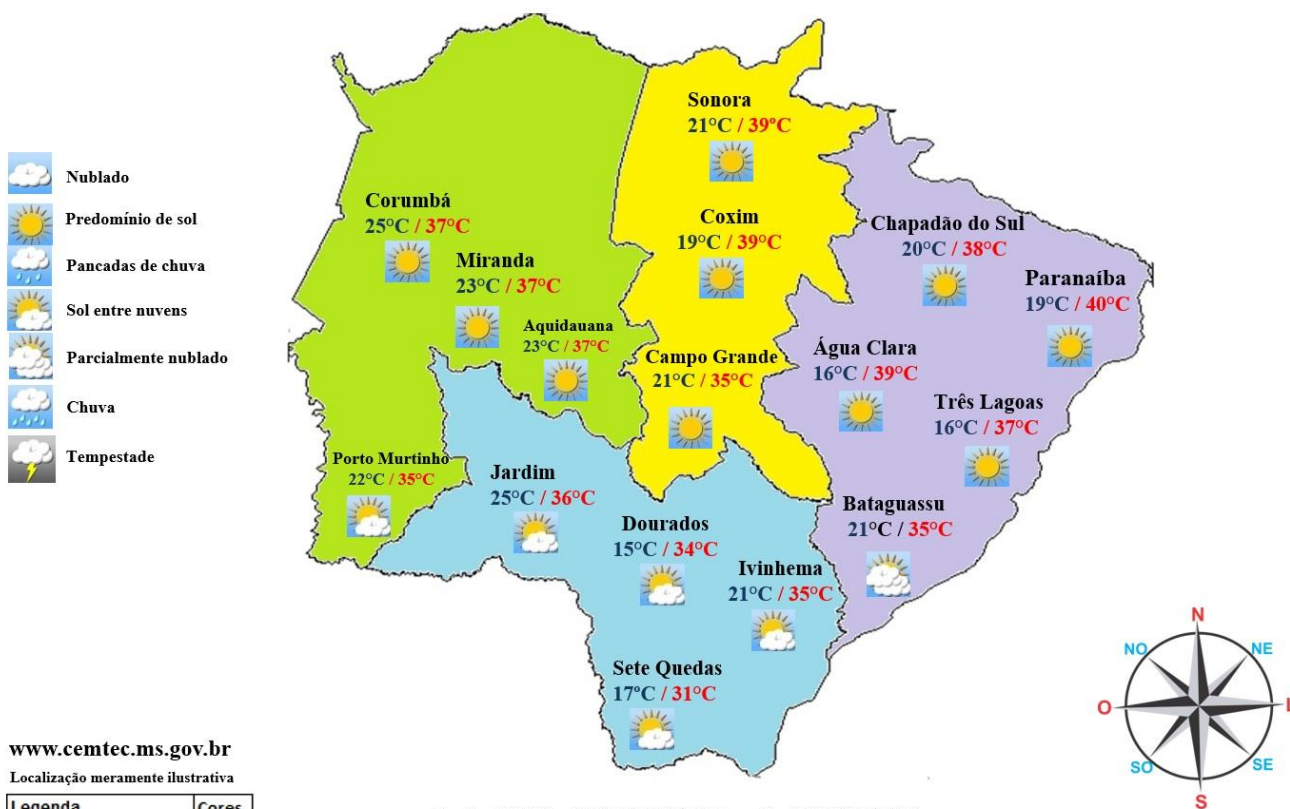 Nublado
Predomínio de sol
Pancadas de chuva
Sol entre nuvens
Parcialmente nublado
Chuva
Tempestade
Sonora
21°C / 39ºC
Corumbá
25°C / 37°C
Coxim
19°C / 39°C
Chapadão do Sul
20°C / 38°C
Miranda
23°C / 37°C
Paranaíba
19°C / 40°C
Aquidauana
23°C / 37°C
Campo Grande
21°C / 35°C
Água Clara
16°C / 39°C
Três Lagoas
16°C / 37°C
Porto Murtinho
22°C / 35°C
Jardim
25°C / 36°C
Bataguassu
21°C / 35°C
Dourados
15°C / 34°C
Ivinhema
21°C / 35°C
Sete Quedas
17ºC / 31°C
N
NO
NE
O
L
SO
SE
S
www.cemtec.ms.gov.br
Localização meramente ilustrativa
Legenda
Cores